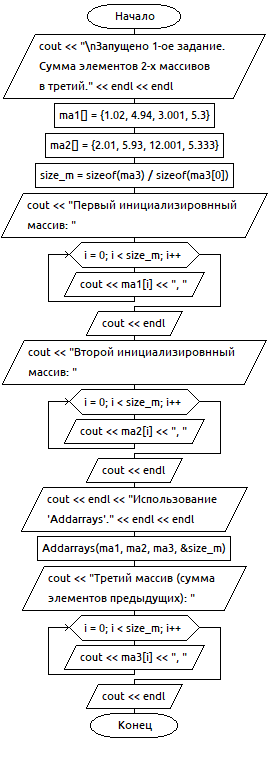 Начало
cout << "\nЗапущено 1-ое задание.
Сумма элементов 2-х массивов
в третий." << endl << endl
ma1[] = {1.02, 4.94, 3.001, 5.3}
ma2[] = {2.01, 5.93, 12.001, 5.333}
size_m = sizeof(ma3) / sizeof(ma3[0])
cout << "Первый инициализировнный
массив: "
i = 0; i < size_m; i++
cout << ma1[i] << ", "
cout << endl
cout << "Второй инициализировнный
массив: "
i = 0; i < size_m; i++
cout << ma2[i] << ", "
cout << endl
cout << endl << "Использование
'Addarrays'." << endl << endl
Addarrays(ma1, ma2, ma3, &size_m)
cout << "Третий массив (сумма
элементов предыдущих): "
i = 0; i < size_m; i++
cout << ma3[i] << ", "
cout << endl
Конец